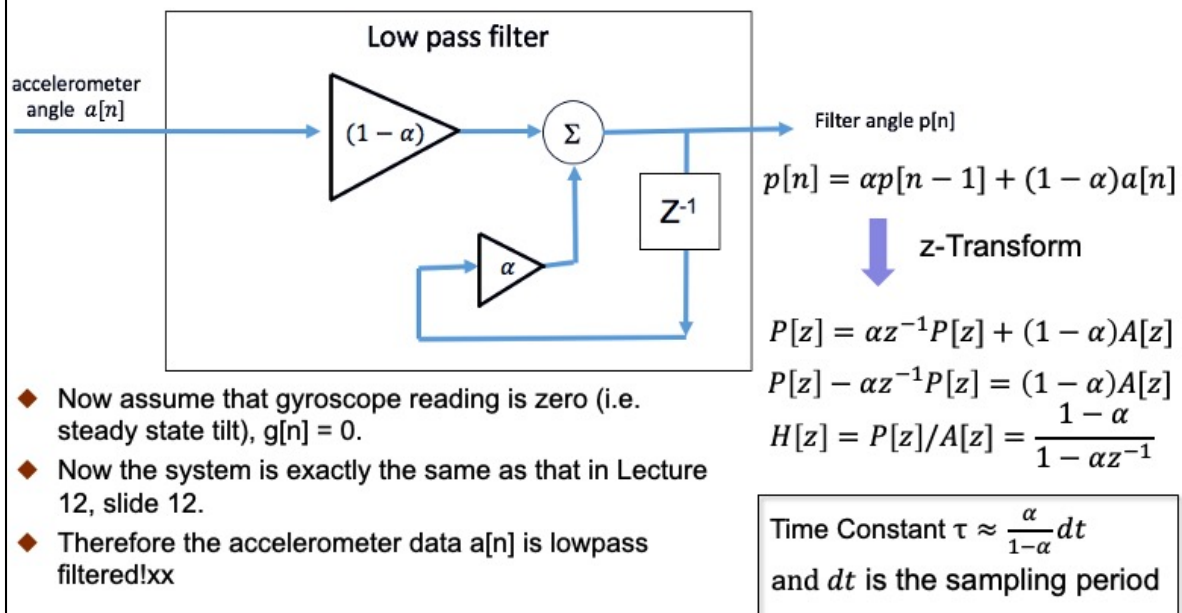 Low pass filter
accelerometer
angle a[n]
(1 − α)
Σ
Filter angle p[n]
p[n] = αp[n − 1] + (1 − α)a[n]
Z-1
α
z-Transform
P[z] = αz⁻¹P[z] + (1 − α)A[z]
P[z] − αz⁻¹P[z] = (1 − α)A[z]
H[z] = P[z]/A[z] = (1 − α) / (1 − αz⁻¹)
◆ Now assume that gyroscope reading is zero (i.e.
steady state tilt), g[n] = 0.
◆ Now the system is exactly the same as that in Lecture
12, slide 12.
◆ Therefore the accelerometer data a[n] is lowpass
filtered!xx
Time Constant τ ≈ α/(1−α) dt
and dt is the sampling period